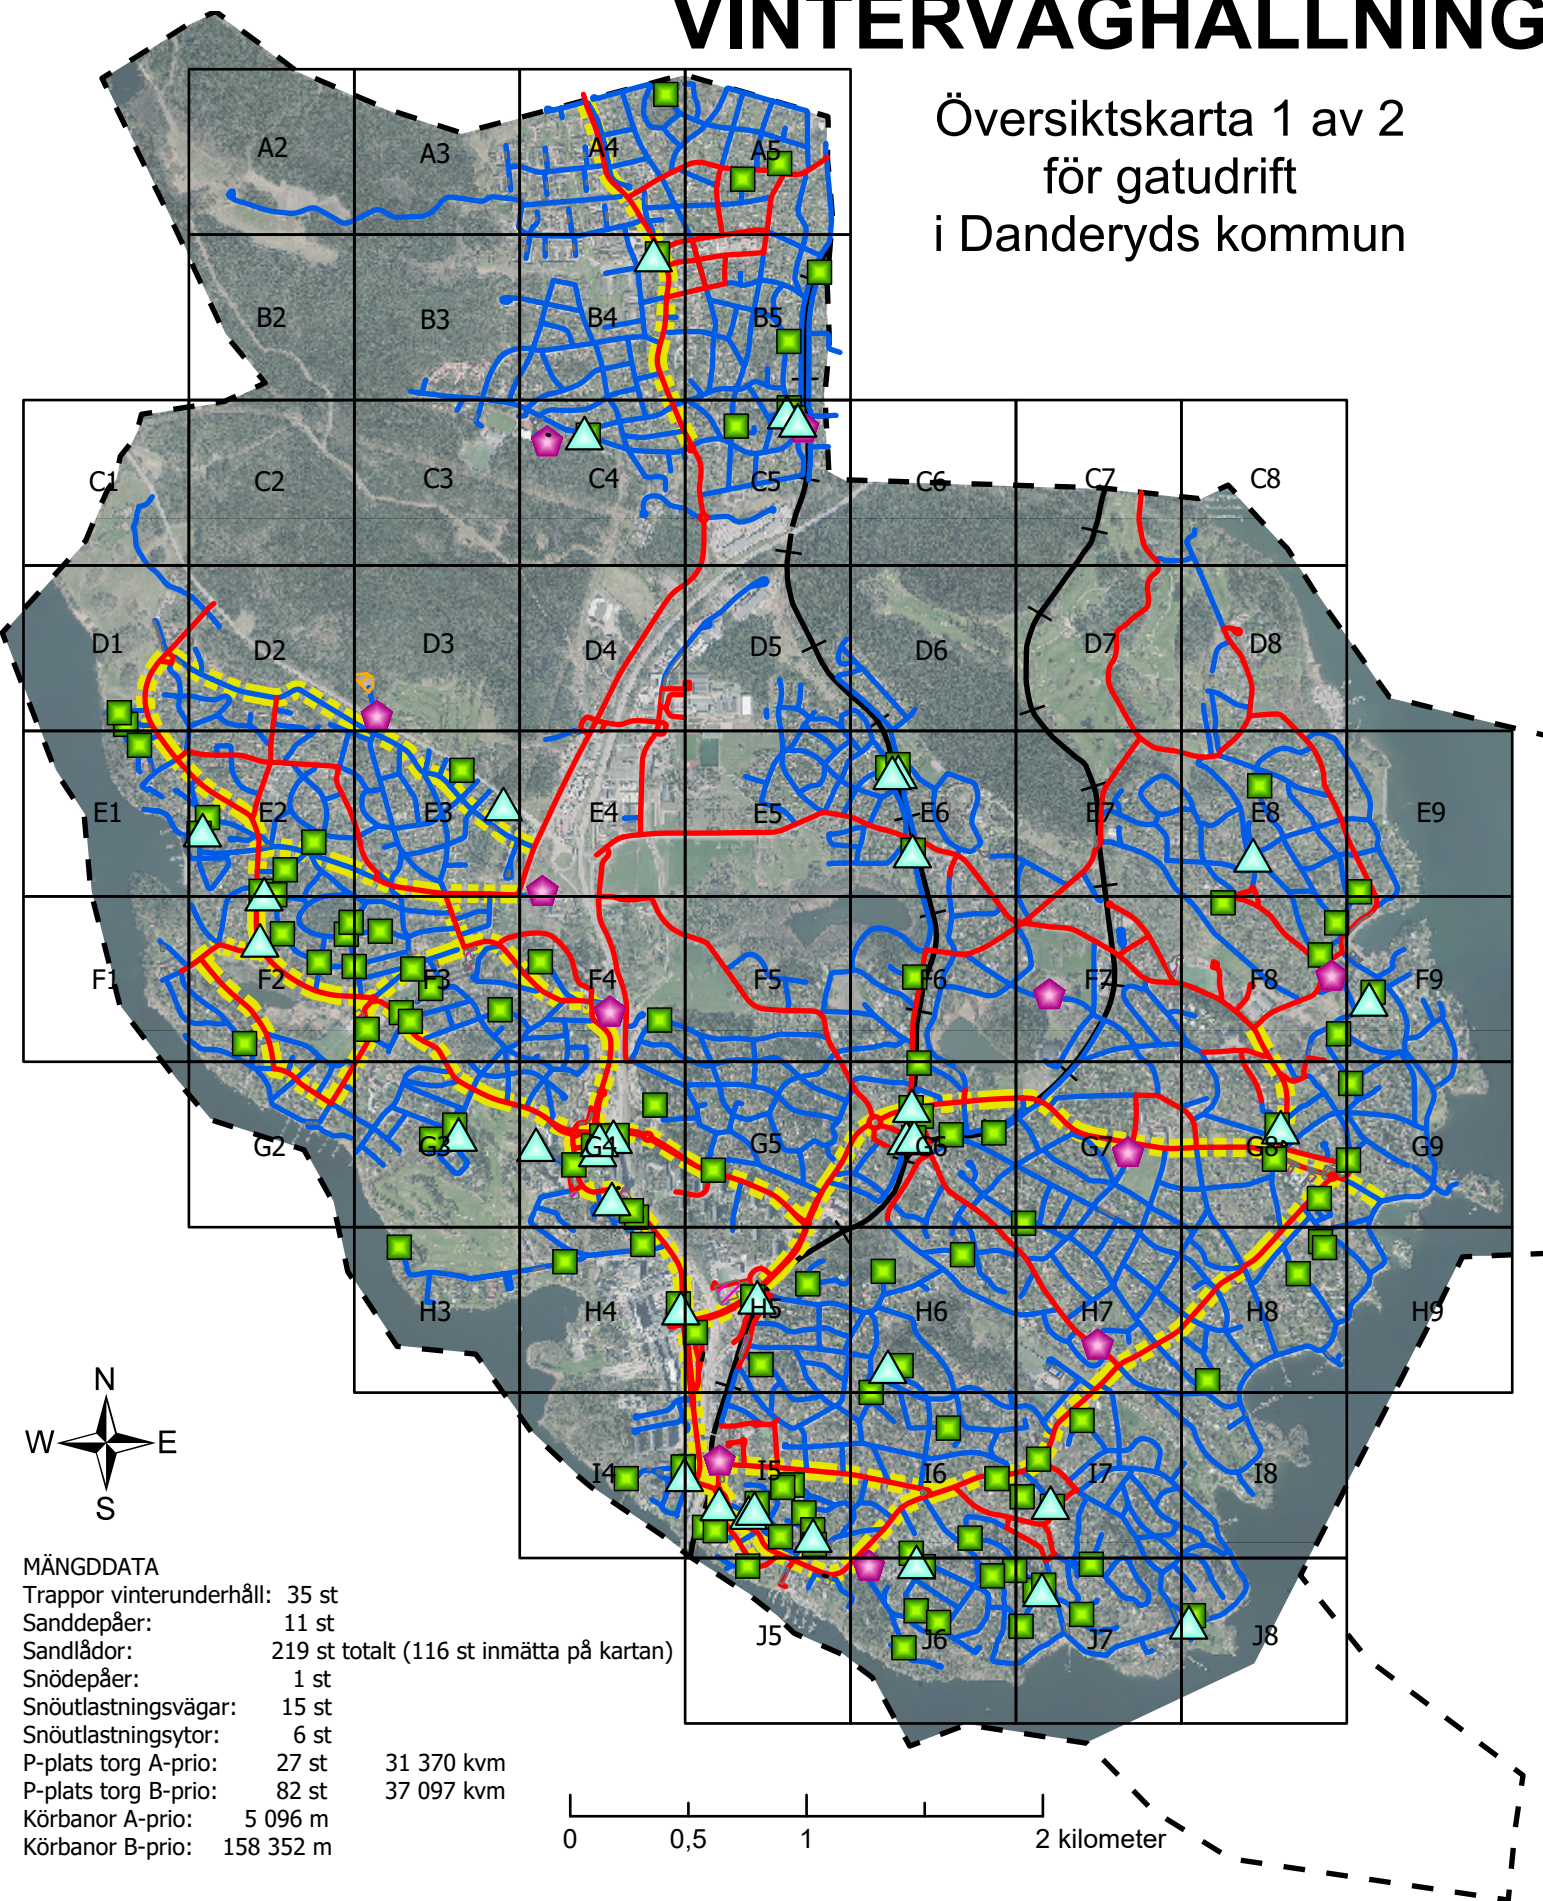 VINTERVÄGHÅLLNING
Översiktskarta 1 av 2
för gatudrift
i Danderyds kommun
A2 A3 A4 A5
B2 B3 B4 B5
C1 C2 C3 C4 C5 C6 C7 C8
D1 D2 D3 D4 D5 D6 D7 D8
E1 E2 E3 E4 E5 E6 E7 E8 E9
F1 F2 F3 F4 F5 F6 F7 F8 F9
G2 G3 G4 G5 G6 G7 G8 G9
H3 H4 H5 H6 H7 H8 H9
I4 I5 I6 I7 I8
J5 J6 J7 J8
N
W E
S
MÄNGDDATA
Trappor vinterunderhåll: 35 st
Sanddepåer: 11 st
Sandlådor: 219 st totalt (116 st inmätta på kartan)
Snödepåer: 1 st
Snöutlastningsvägar: 15 st
Snöutlastningsytor: 6 st
P-plats torg A-prio: 27 st 31 370 kvm
P-plats torg B-prio: 82 st 37 097 kvm
Körbanor A-prio: 5 096 m
Körbanor B-prio: 158 352 m
0 0,5 1 2 kilometer